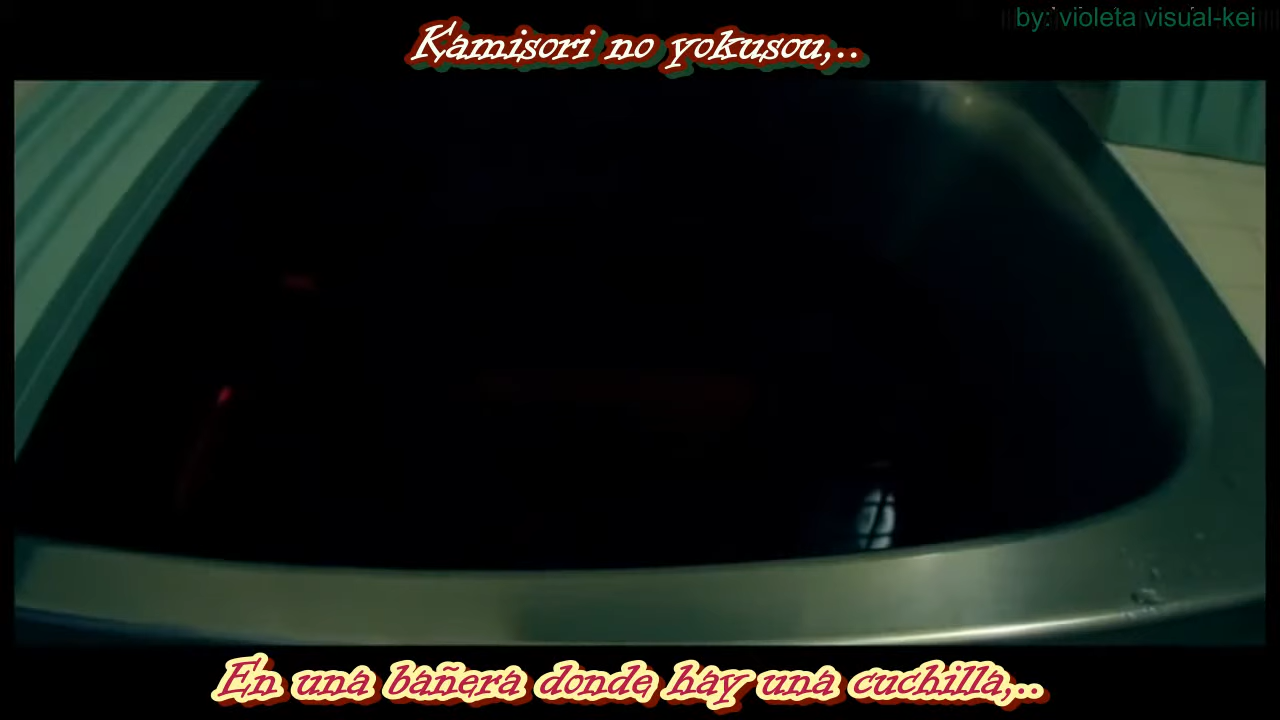 by: violeta visual-kei
Kamisori no yokusou,..
En una bañera donde hay una cuchilla,..